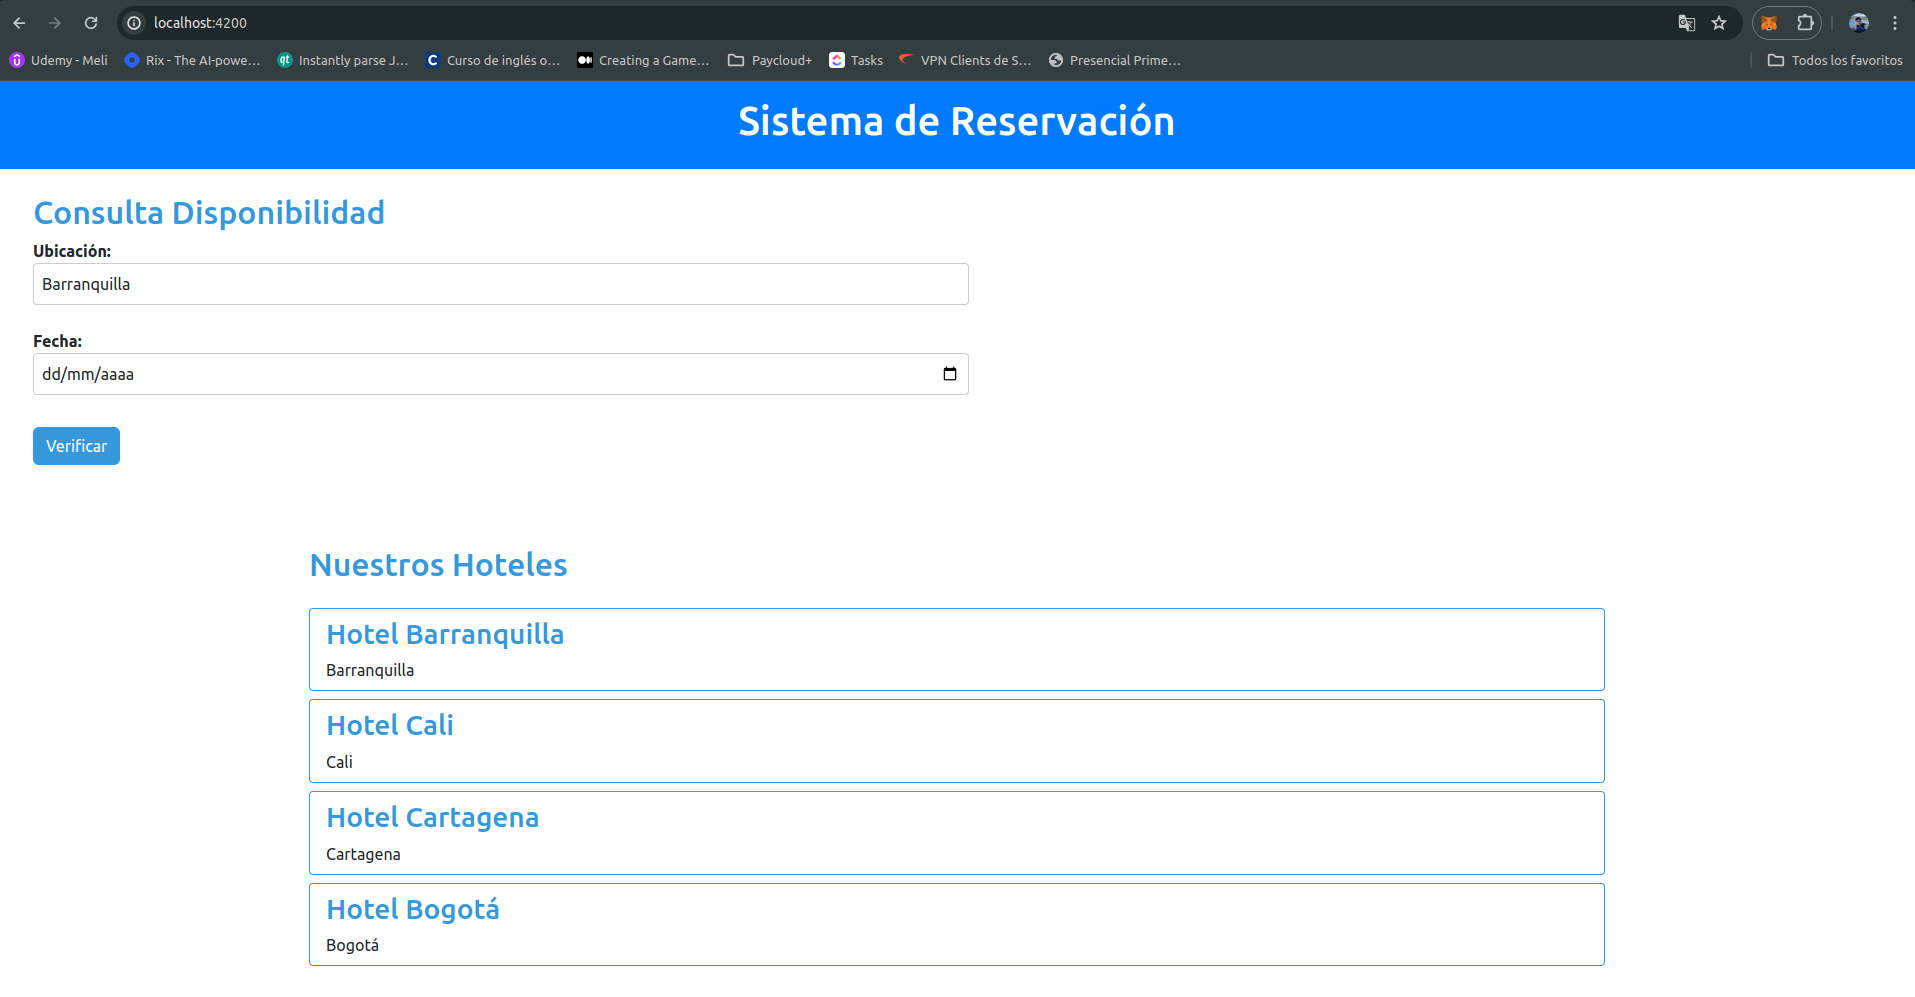 localhost:4200
Udemy - Meli Rix - The AI-powe... Instantly parse J... Curso de inglés o... Creating a Game... Paycloud+ Tasks VPN Clients de S... Presencial Prime... Todos los favoritos
Sistema de Reservación
Consulta Disponibilidad
Ubicación:
Barranquilla
Fecha:
dd/mm/aaaa
Verificar
Nuestros Hoteles
Hotel Barranquilla
Barranquilla
Hotel Cali
Cali
Hotel Cartagena
Cartagena
Hotel Bogotá
Bogotá